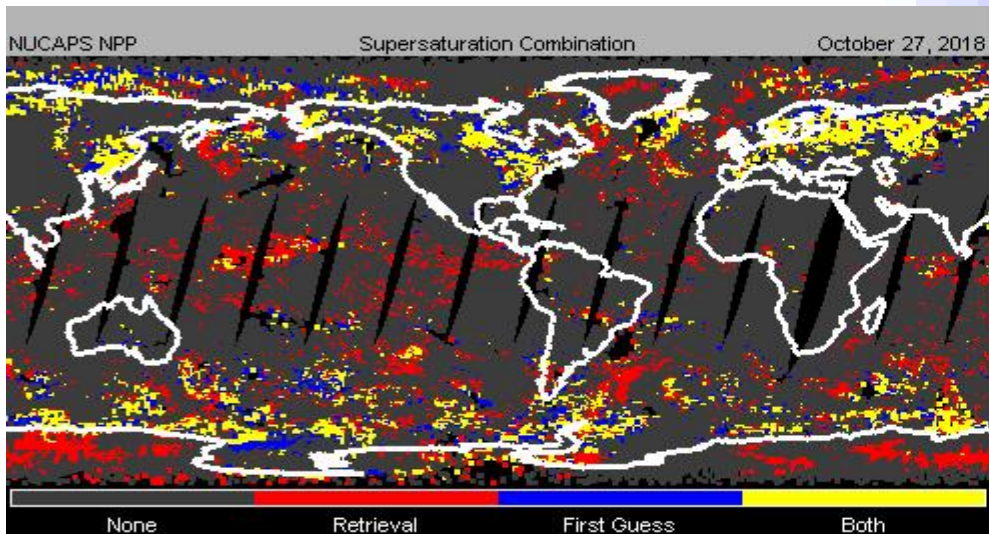 NUCAPS NPP Supersaturation Combination October 27, 2018
None Retrieval First Guess Both